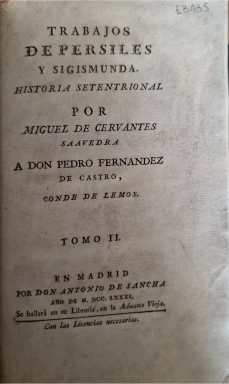 E3A35
TRABAJOS
DE PERSILES
Y SIGISMUNDA.
HISTORIA SETENTRIONAL
POR
MIGUEL DE CERVANTES
SAAVEDRA
A DON PEDRO FERNANDEZ
DE CASTRO,
CONDE DE LEMOS.
TOMO II.
EN MADRID
POR DON ANTONIO DE SANCHA
AÑO DE M. DCC. LXXXI.
Se hallará en su Librería, en la Aduana Vieja.
Con las Licencias necesarias.